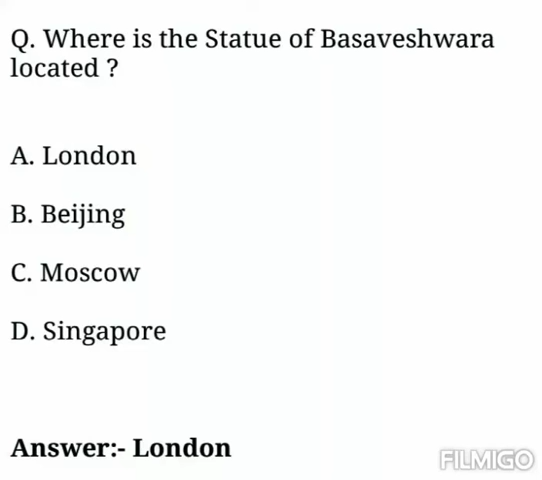 Q. Where is the Statue of Basaveshwara
located ?
A. London
B. Beijing
C. Moscow
D. Singapore
Answer:- London
FILMIGO